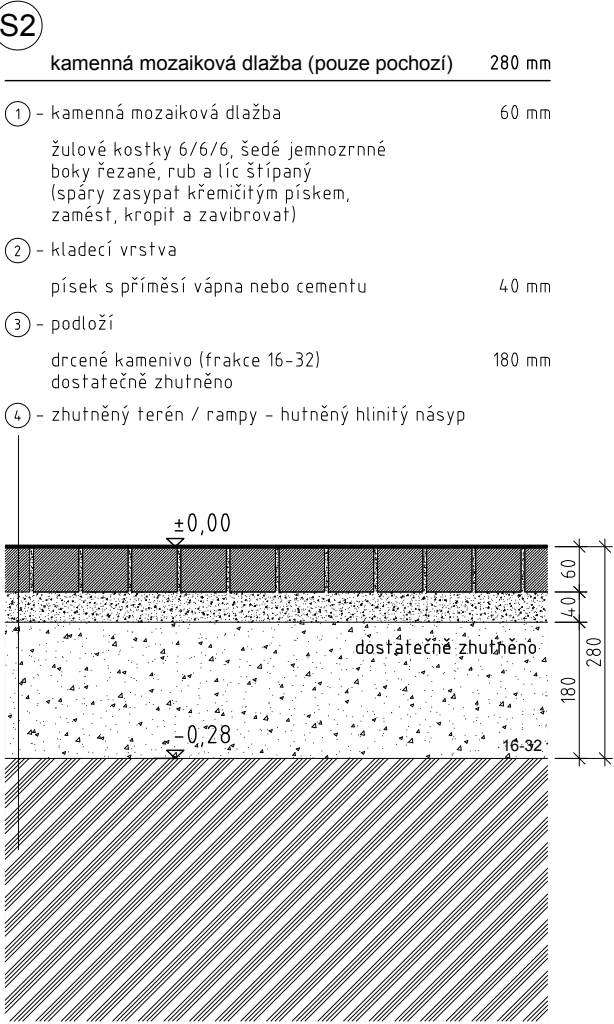 S2
kamenná mozaiková dlažba (pouze pochozí) 280 mm
1 - kamenná mozaiková dlažba 60 mm
žulové kostky 6/6/6, šedé jemnozrnné
boky řezané, rub a líc štípaný
(spáry zasypat křemičitým pískem,
zamést, kropit a zavibrovat)
2 - kladecí vrstva
písek s příměsí vápna nebo cementu 40 mm
3 - podloží
drcené kamenivo (frakce 16-32) 180 mm
dostatečně zhutněno
4 - zhutněný terén / rampy - hutněný hlinitý násyp
±0,00
60
40
dostatečně zhutněno
280
180
-0,28
16-32